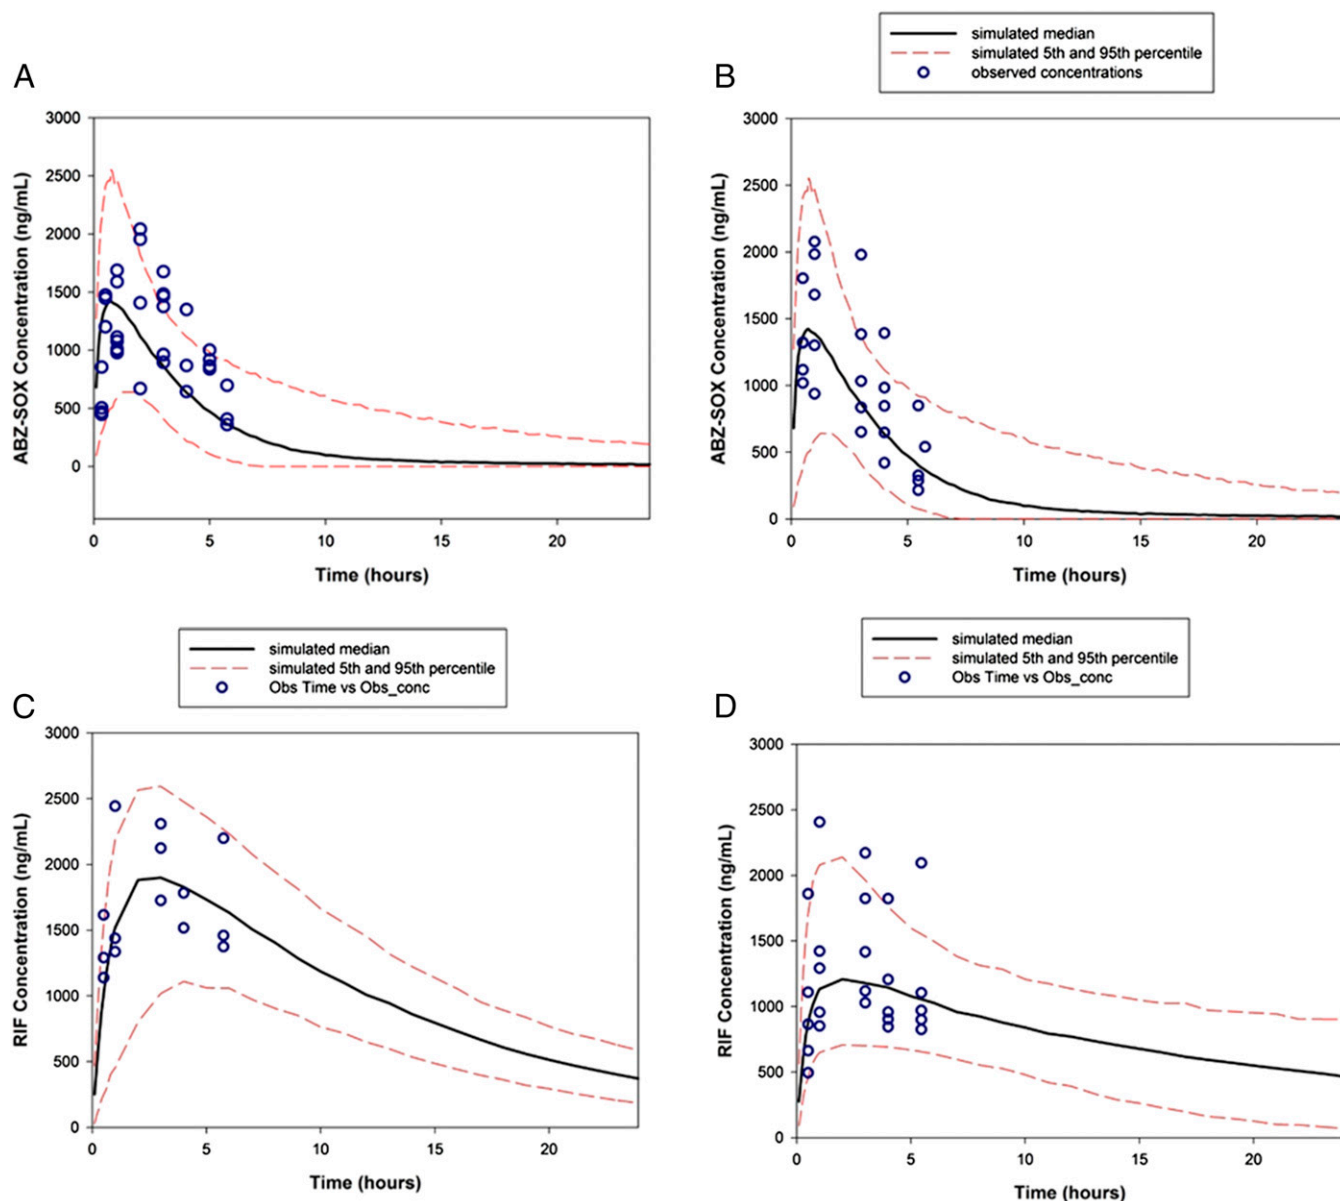 simulated median
simulated 5th and 95th percentile
observed concentrations
A
B
3000
2500
2000
1500
1000
500
0
ABZ-SOX Concentration (ng/mL)
0 5 10 15 20
Time (hours)
3000
2500
2000
1500
1000
500
0
ABZ-SOX Concentration (ng/mL)
0 5 10 15 20
Time (hours)
simulated median
simulated 5th and 95th percentile
Obs Time vs Obs_conc
simulated median
simulated 5th and 95th percentile
Obs Time vs Obs_conc
C
D
3000
2500
2000
1500
1000
500
0
RIF Concentration (ng/mL)
0 5 10 15 20
Time (hours)
3000
2500
2000
1500
1000
500
0
RIF Concentration (ng/mL)
0 5 10 15 20
Time (hours)